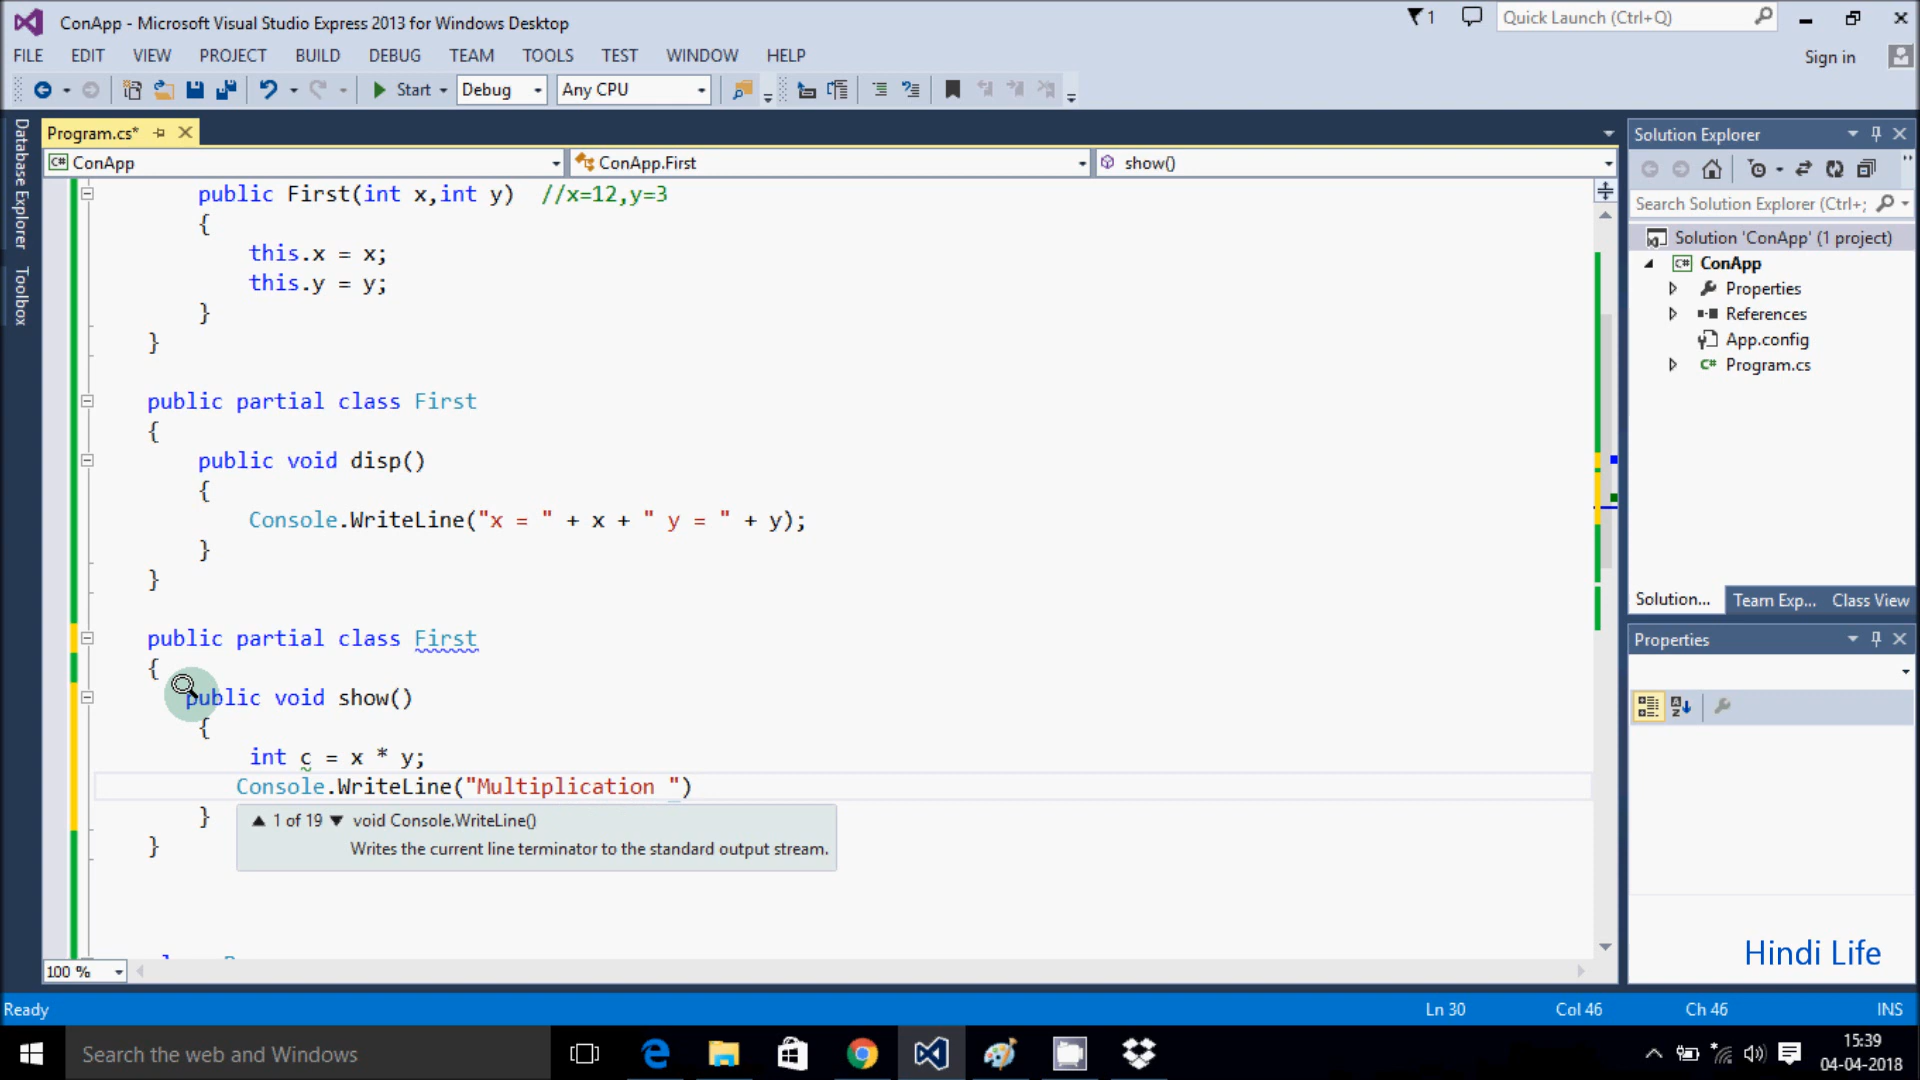 ConApp - Microsoft Visual Studio Express 2013 for Windows Desktop
1
Quick Launch (Ctrl+Q)
FILE EDIT VIEW PROJECT BUILD DEBUG TEAM TOOLS TEST WINDOW HELP
Sign in
Start Debug Any CPU
Database Explorer
Toolbox
Program.cs*
ConApp
ConApp.First
show()
public First(int x,int y) //x=12,y=3
{
this.x = x;
this.y = y;
}
}
public partial class First
{
public void disp()
{
Console.WriteLine("x = " + x + " y = " + y);
}
}
public partial class First
{
public void show()
{
int c = x * y;
Console.WriteLine("Multiplication ")
}
1 of 19 void Console.WriteLine()
Writes the current line terminator to the standard output stream.
}
100 %
Solution Explorer
Search Solution Explorer (Ctrl+;
Solution 'ConApp' (1 project)
C# ConApp
Properties
References
App.config
C# Program.cs
Solution... Team Exp... Class View
Properties
Hindi Life
Ready
Ln 30 Col 46 Ch 46 INS
Search the web and Windows
15:39
04-04-2018